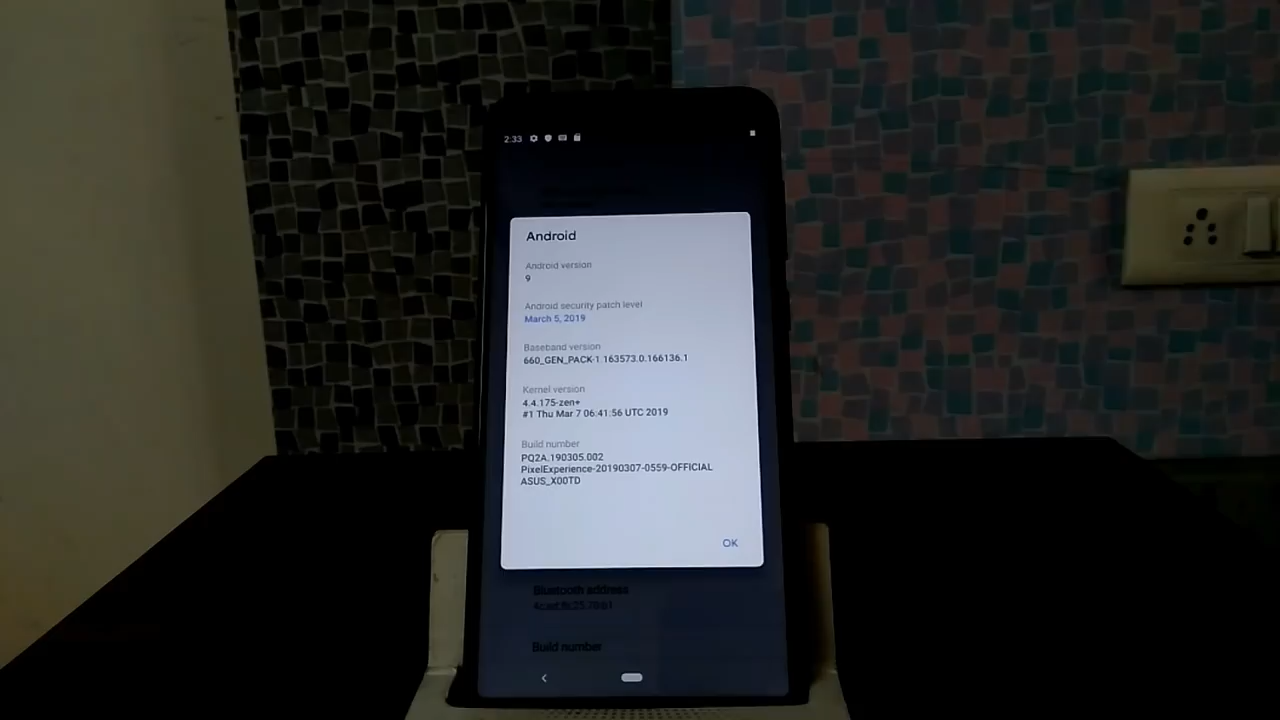 2:33
Android
Android version
9
Android security patch level
March 5, 2019
Baseband version
660_GEN_PACK-1.163573.0.166136.1
Kernel version
4.4.175-zen+
#1 Thu Mar 7 06:41:56 UTC 2019
Build number
PQ2A.190305.002
PixelExperience-20190307-0559-OFFICIAL
ASUS_X00TD
OK
Bluetooth address
Build number